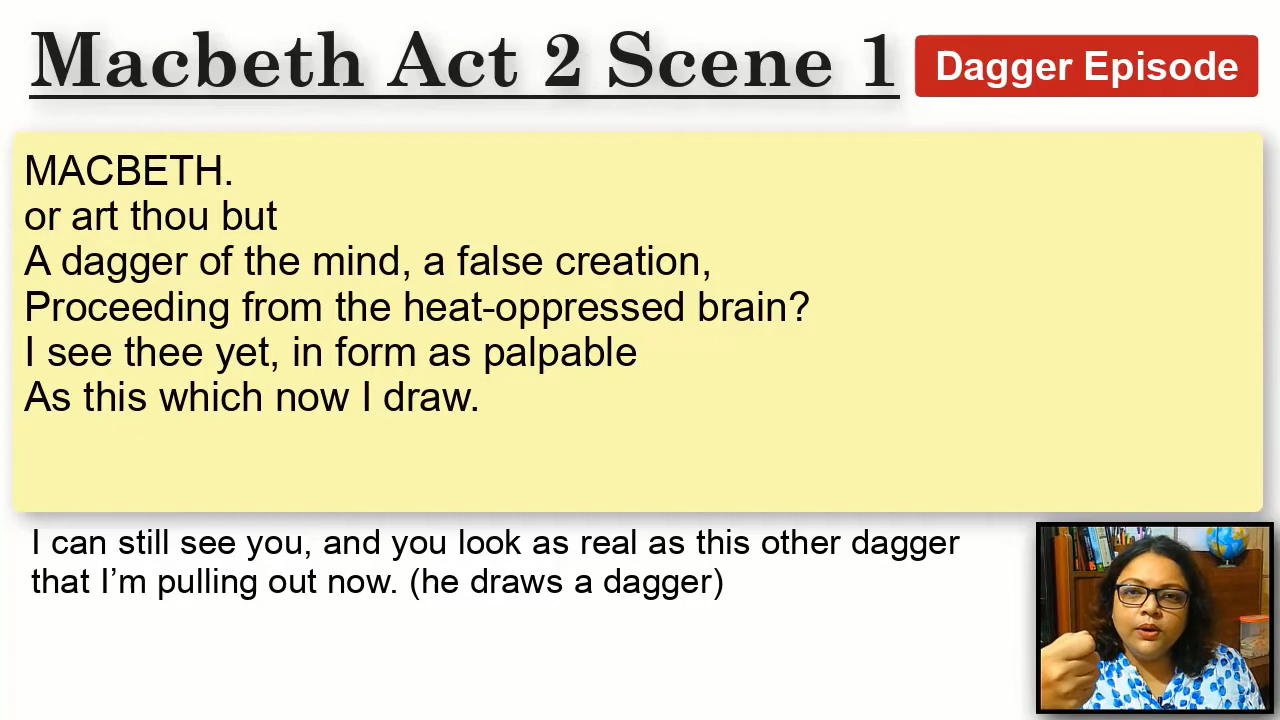 Macbeth Act 2 Scene 1
Dagger Episode
MACBETH.
or art thou but
A dagger of the mind, a false creation,
Proceeding from the heat-oppressed brain?
I see thee yet, in form as palpable
As this which now I draw.
I can still see you, and you look as real as this other dagger
that I’m pulling out now. (he draws a dagger)